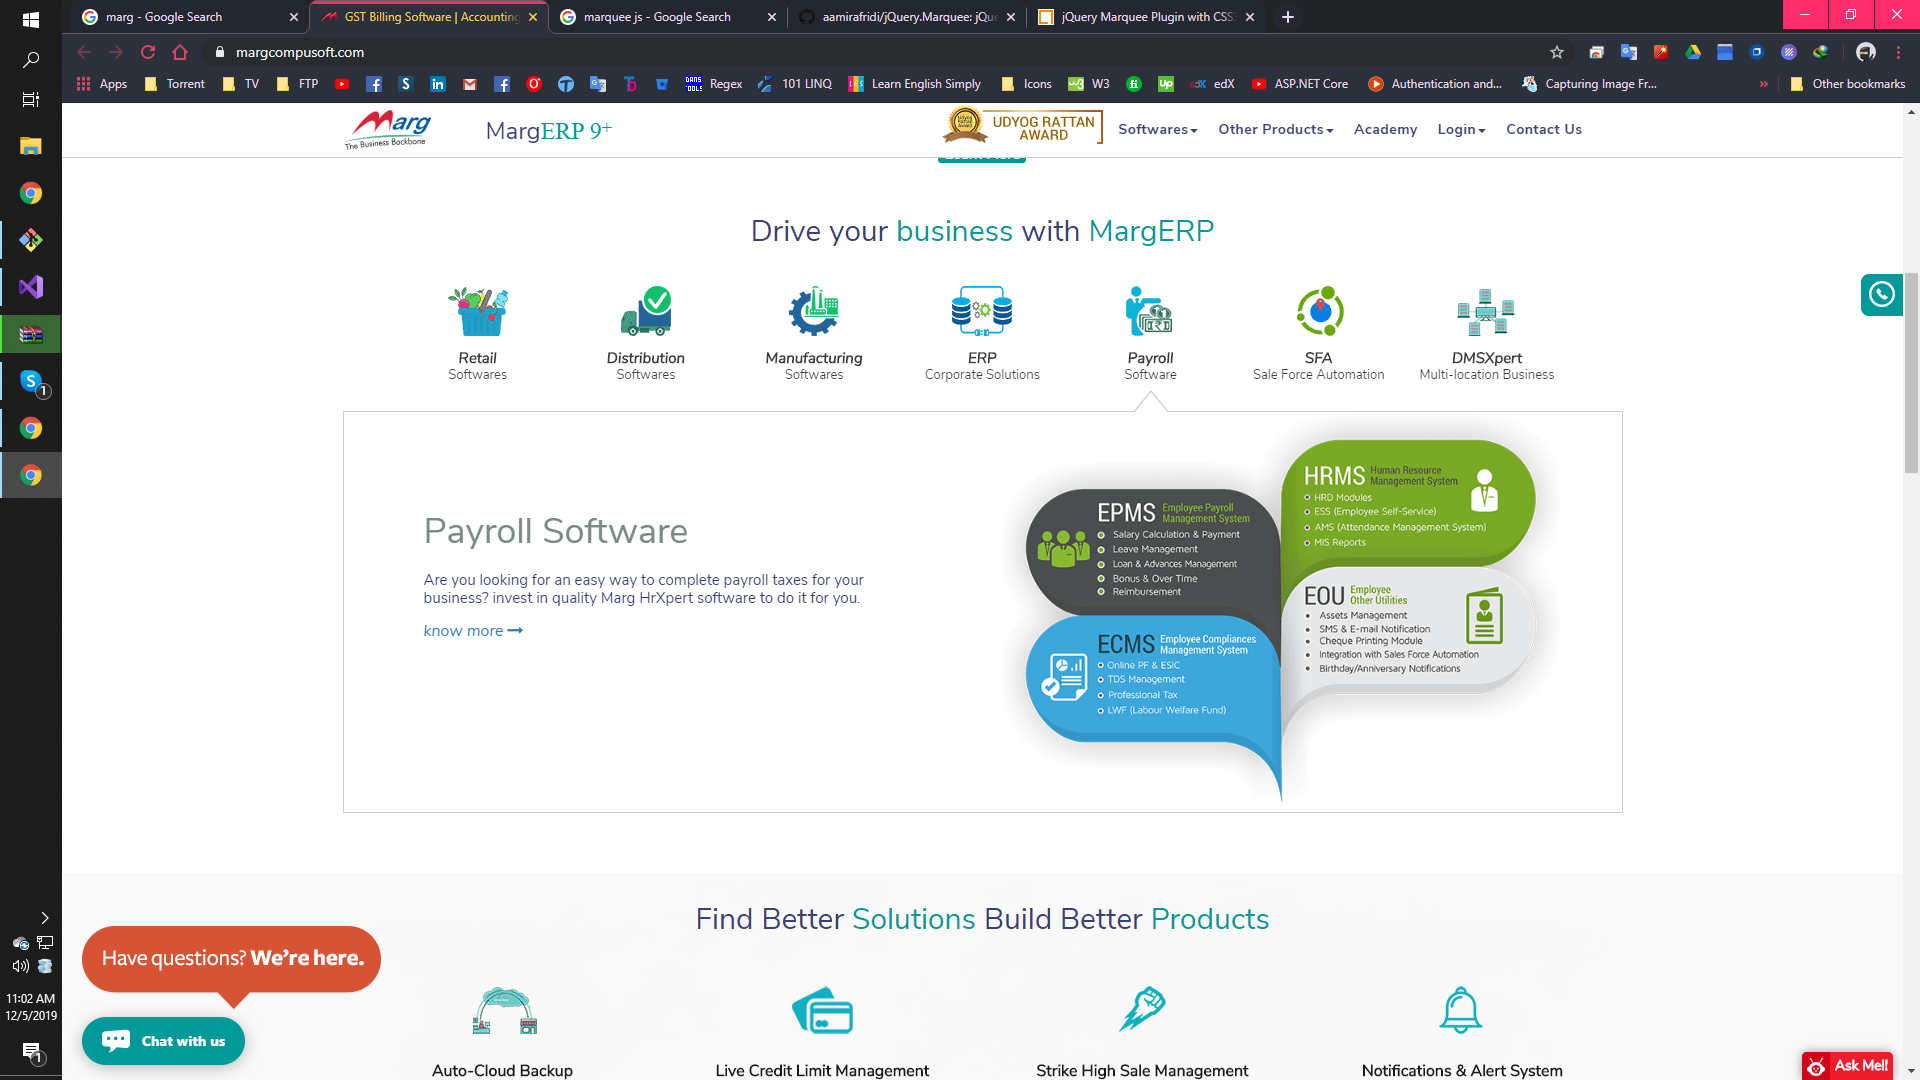 marg - Google Search
GST Billing Software | Accounting
marquee js - Google Search
aamirafridi/jQuery.Marquee: jQu
jQuery Marquee Plugin with CSS
margcompusoft.com
Apps
Torrent
TV
FTP
Regex
101 LINQ
Learn English Simply
Icons
W3
edX
ASP.NET Core
Authentication and...
Capturing Image Fr...
Other bookmarks
Marg
The Business Backbone
MargERP 9+
UDYOG RATTAN
AWARD
Softwares
Other Products
Academy
Login
Contact Us
Drive your business with MargERP
Retail
Softwares
Distribution
Softwares
Manufacturing
Softwares
ERP
Corporate Solutions
Payroll
Software
SFA
Sale Force Automation
DMSXpert
Multi-location Business
Payroll Software
Are you looking for an easy way to complete payroll taxes for your
business? invest in quality Marg HrXpert software to do it for you.
know more
EPMS Employee Payroll
Management System
Salary Calculation & Payment
Leave Management
Loan & Advances Management
Bonus & Over Time
Reimbursement
HRMS Human Resource
Management System
HRD Modules
ESS (Employee Self-Service)
AMS (Attendance Management System)
MIS Reports
ECMS Employee Compliances
Management System
Online PF & ESIC
TDS Management
Professional Tax
LWF (Labour Welfare Fund)
EOU Employee
Other Utilities
Assets Management
SMS & E-mail Notification
Cheque Printing Module
Integration with Sales Force Automation
Birthday/Anniversary Notifications
Find Better Solutions Build Better Products
Auto-Cloud Backup
Live Credit Limit Management
Strike High Sale Management
Notifications & Alert System
Have questions? We're here.
Chat with us
Ask Me!!
11:02 AM
12/5/2019